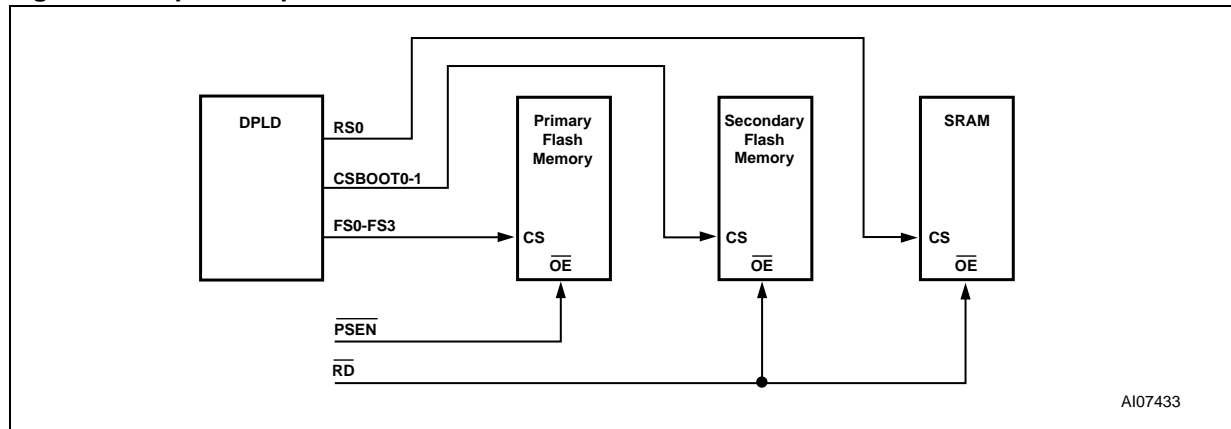 DPLD
RS0
CSBOOT0-1
FS0-FS3
Primary
Flash
Memory
CS
OE
Secondary
Flash
Memory
CS
OE
SRAM
CS
OE
PSEN
RD
AI07433